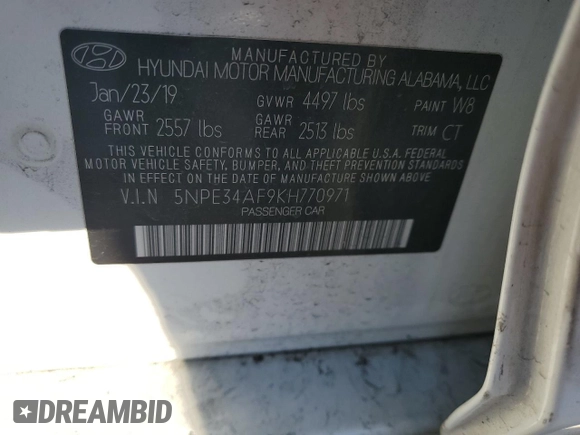 MANUFACTURED BY
HYUNDAI MOTOR MANUFACTURING ALABAMA, LLC
Jan/23/19 GVWR 4497 lbs PAINT W8
GAWR FRONT 2557 lbs GAWR REAR 2513 lbs TRIM CT
THIS VEHICLE CONFORMS TO ALL APPLICABLE U.S.A. FEDERAL
MOTOR VEHICLE SAFETY, BUMPER, AND THEFT PREVENTION STANDARDS
IN EFFECT ON THE DATE OF MANUFACTURE SHOWN ABOVE
V.I.N 5NPE34AF9KH770971
PASSENGER CAR
DREAMBID